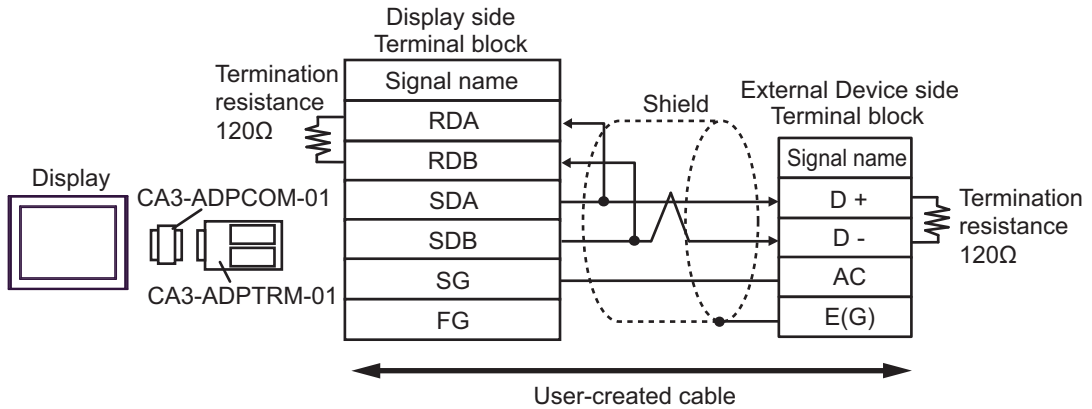 Display side
Terminal block
Termination
resistance
120Ω
Signal name
RDA
RDB
SDA
SDB
SG
FG
Shield
External Device side
Terminal block
Signal name
D +
D -
AC
E(G)
Termination
resistance
120Ω
Display
CA3-ADPCOM-01
CA3-ADPTRM-01
User-created cable